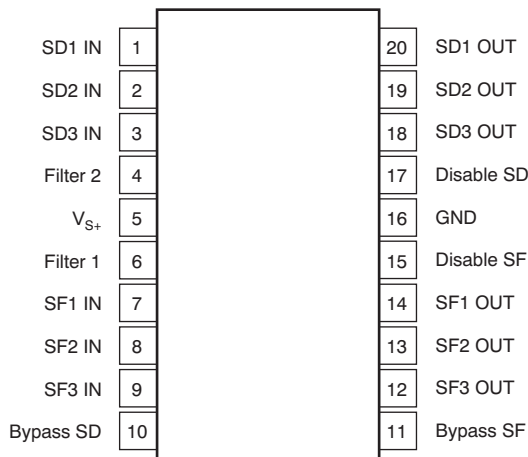 SD1 IN 1 20 SD1 OUT
SD2 IN 2 19 SD2 OUT
SD3 IN 3 18 SD3 OUT
Filter 2 4 17 Disable SD
VS+ 5 16 GND
Filter 1 6 15 Disable SF
SF1 IN 7 14 SF1 OUT
SF2 IN 8 13 SF2 OUT
SF3 IN 9 12 SF3 OUT
Bypass SD 10 11 Bypass SF